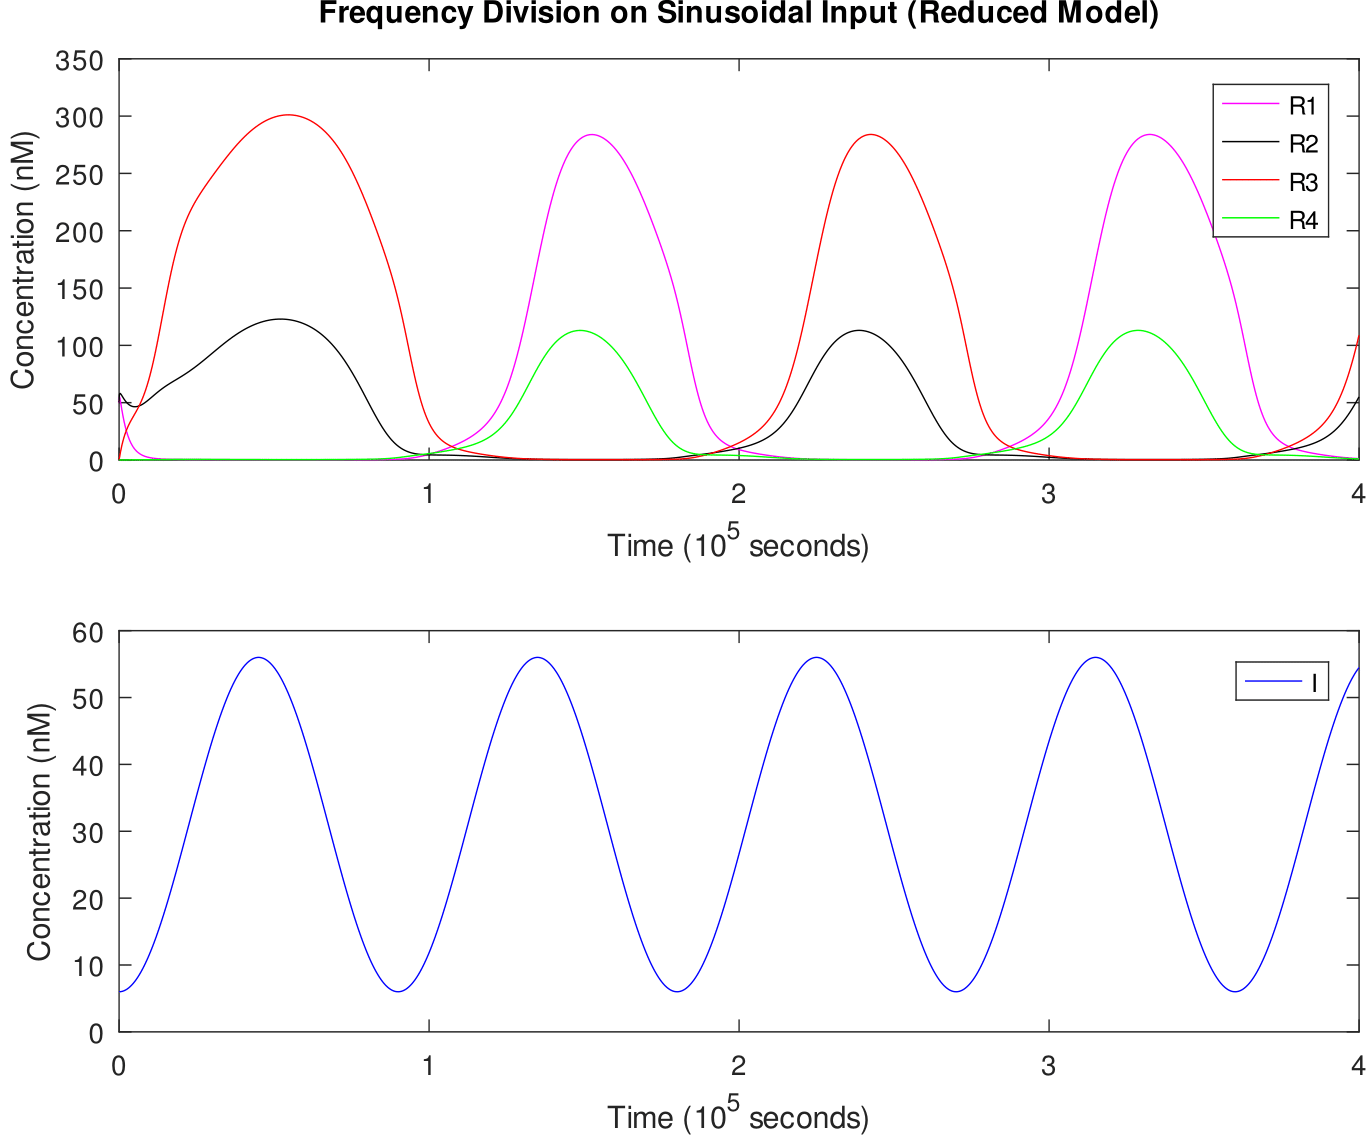 Frequency Division on Sinusoidal Input (Reduced Model)
Concentration (nM)
350
300
250
200
150
100
50
0
0 1 2 3 4
Time (10^5 seconds)
R1
R2
R3
R4
Concentration (nM)
60
50
40
30
20
10
0
0 1 2 3 4
Time (10^5 seconds)
I